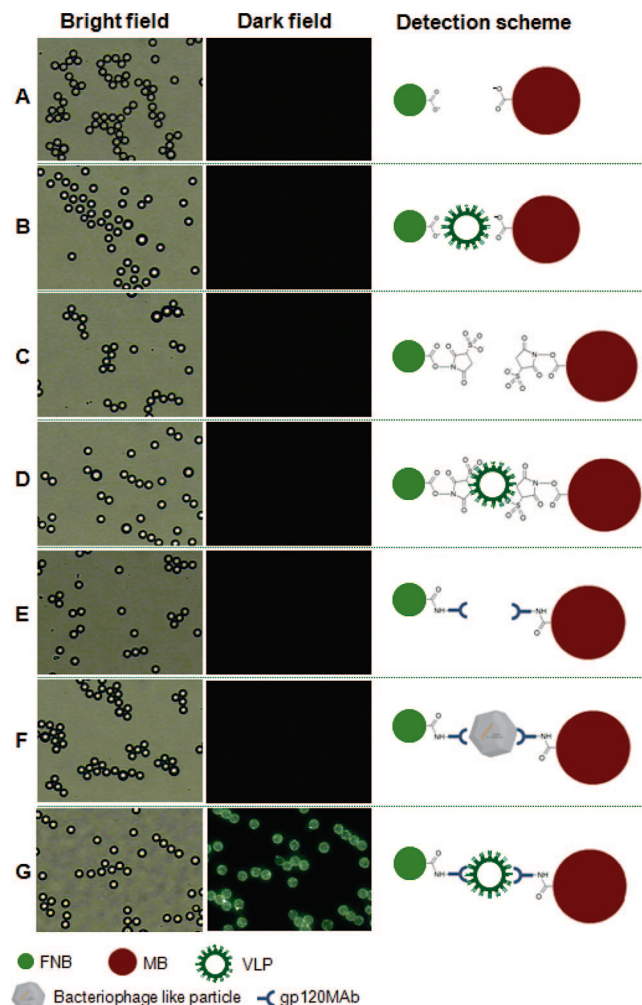 Bright field Dark field Detection scheme
A
B
C
D
E
F
G
FNB MB VLP
Bacteriophage like particle gp120MAb